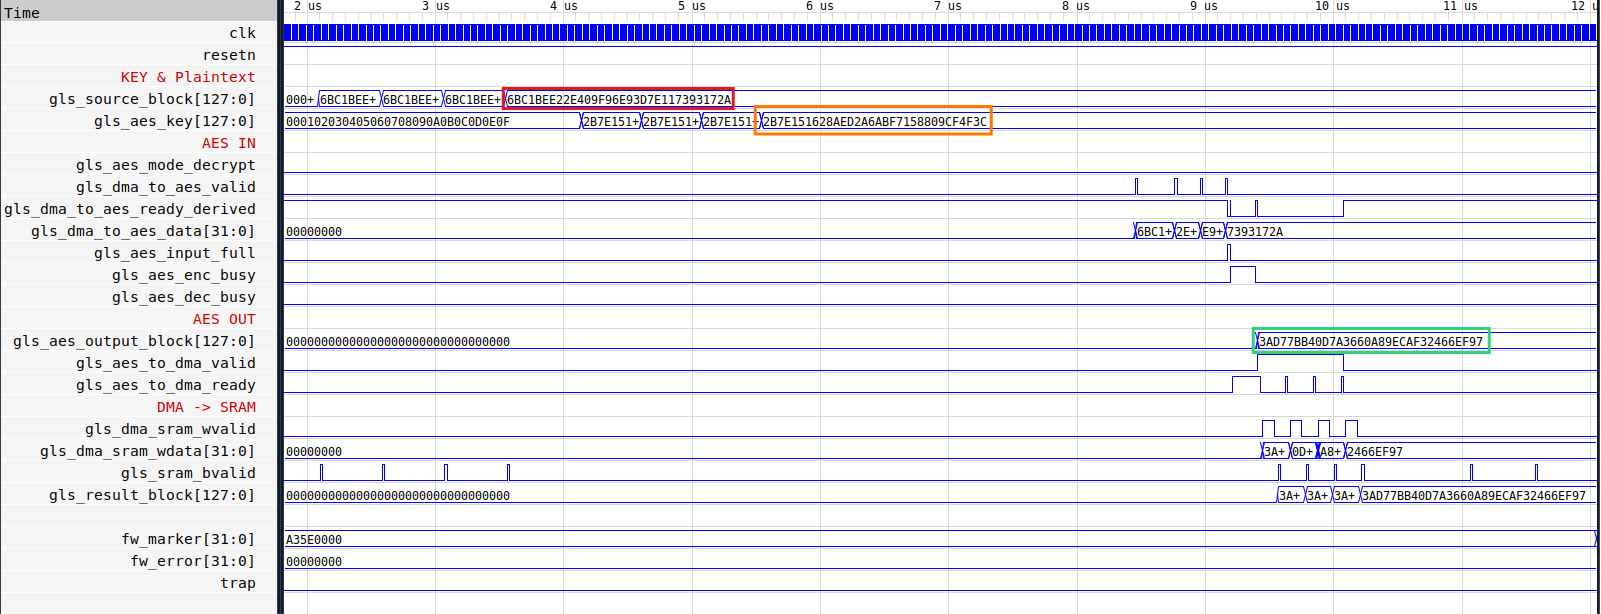 Time 2 us 3 us 4 us 5 us 6 us 7 us 8 us 9 us 10 us 11 us 12 u
clk
resetn
KEY & Plaintext
gls_source_block[127:0] 000+ 6BC1BEE+ 6BC1BEE+ 6BC1BEE+ 6BC1BEE22E409F96E93D7E117393172A
gls_aes_key[127:0] 000102030405060708090A0B0C0D0E0F 2B7E151+ 2B7E151+ 2B7E151+ 2B7E151628AED2A6ABF7158809CF4F3C
AES IN
gls_aes_mode_decrypt
gls_dma_to_aes_valid
gls_dma_to_aes_ready_derived
gls_dma_to_aes_data[31:0] 00000000 6BC1+ 2E+ E9+ 7393172A
gls_aes_input_full
gls_aes_enc_busy
gls_aes_dec_busy
AES OUT
gls_aes_output_block[127:0] 00000000000000000000000000000000 3AD77BB40D7A3660A89ECAF32466EF97
gls_aes_to_dma_valid
gls_aes_to_dma_ready
DMA -> SRAM
gls_dma_sram_wvalid
gls_dma_sram_wdata[31:0] 00000000 3A+ 0D+ A8+ 2466EF97
gls_sram_bvalid
gls_result_block[127:0] 00000000000000000000000000000000 3A+ 3A+ 3A+ 3AD77BB40D7A3660A89ECAF32466EF97
fw_marker[31:0] A35E0000
fw_error[31:0] 00000000
trap